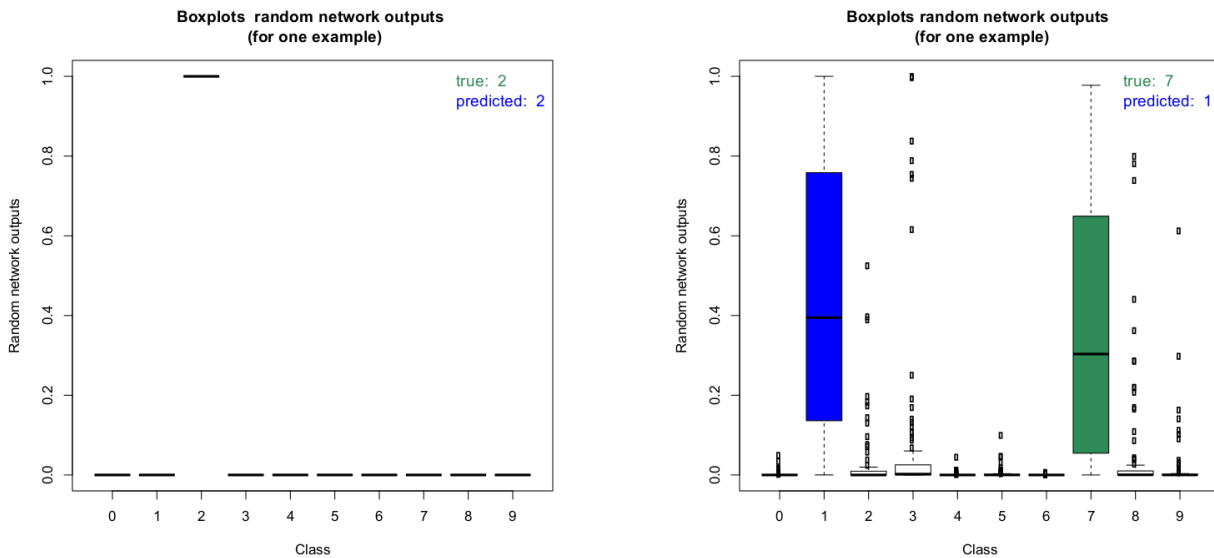 Boxplots  random network outputs
(for one example)
true:  2
predicted:  2
Random network outputs
1.0
0.8
0.6
0.4
0.2
0.0
0 1 2 3 4 5 6 7 8 9
Class
Boxplots random network outputs
(for one example)
true:  7
predicted:  1
Random network outputs
1.0
0.8
0.6
0.4
0.2
0.0
0 1 2 3 4 5 6 7 8 9
Class